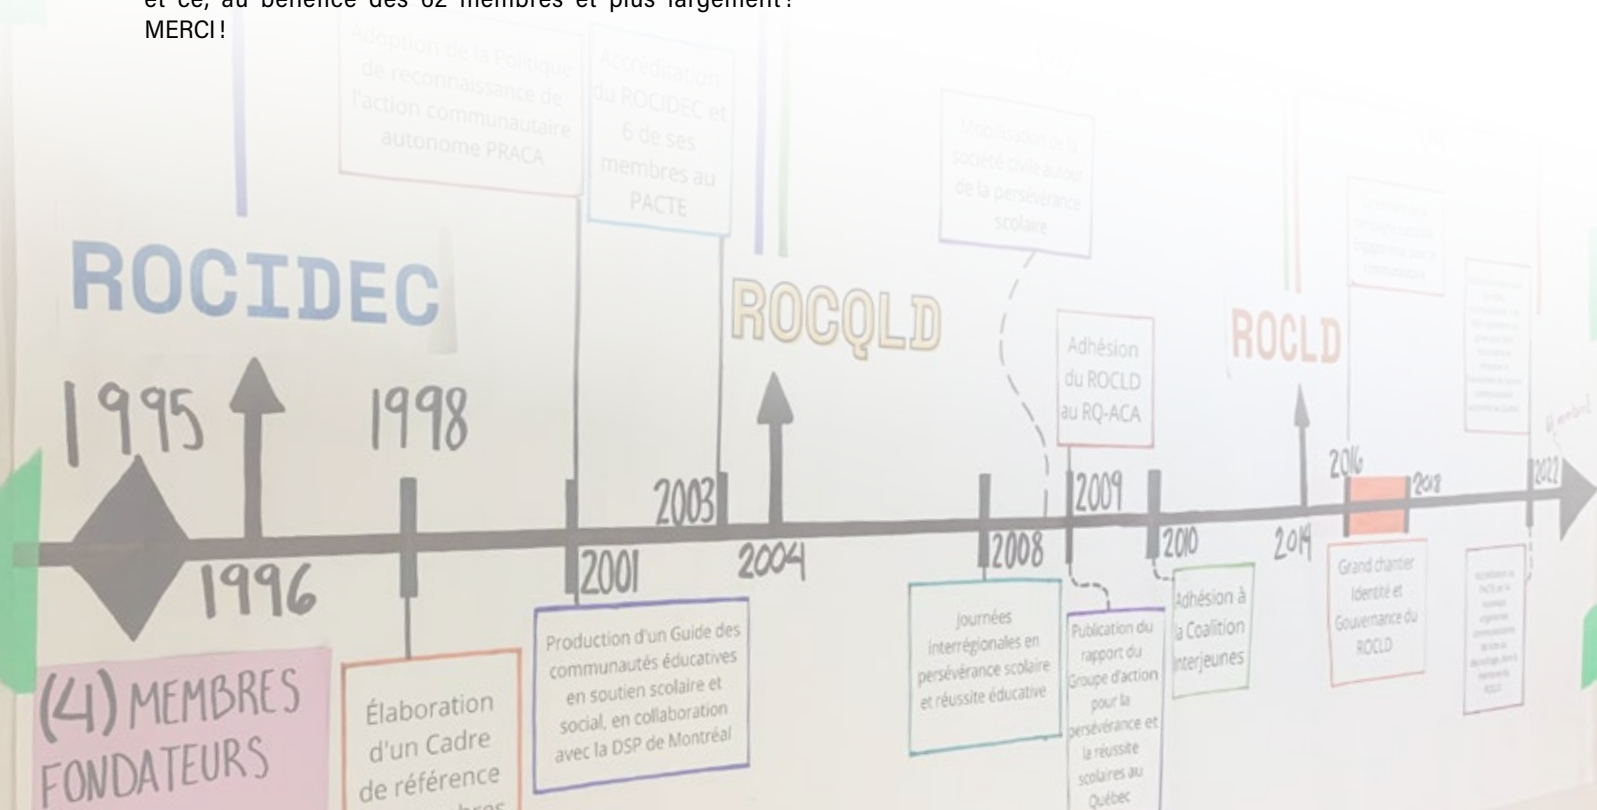 et ce, au bénéfice des 62 membres et plus largement !
MERCI !
Adoption de la Politique
de reconnaissance de
l'action communautaire
autonome PRACA
Accréditation
du ROCIDEC et
6 de ses
membres au
PACTE
Mobilisation de la
société civile autour
de la persévérance
scolaire
ROCIDEC
ROCQLD
ROCLD
Adhésion
du ROCLD
au RQ-ACA
1995
1998
2003
2009
2016
2018
2022
1996
2001
2004
2008
2010
2014
(4) MEMBRES
FONDATEURS
Élaboration
d'un Cadre
de référence
Production d'un Guide des
communautés éducatives
en soutien scolaire et
social, en collaboration
avec la DSP de Montréal
Journées
interrégionales en
persévérance scolaire
et réussite éducative
Publication du
rapport du
Groupe d'action
pour la
persévérance et
la réussite
scolaires au
Québec
Adhésion à
la Coalition
Interjeunes
Grand chantier
Identité et
Gouvernance du
ROCLD